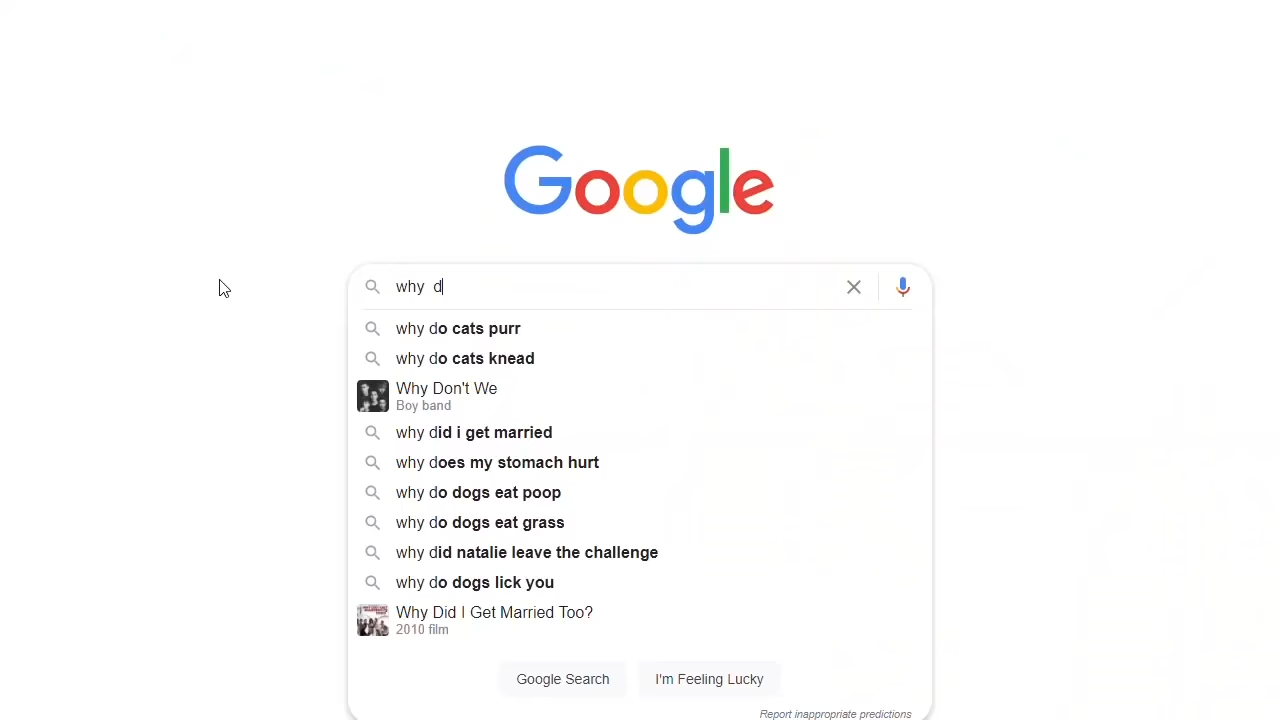 Google
why  d
why do cats purr
why do cats knead
Why Don't We
Boy band
why did i get married
why does my stomach hurt
why do dogs eat poop
why do dogs eat grass
why did natalie leave the challenge
why do dogs lick you
Why Did I Get Married Too?
2010 film
Google Search I'm Feeling Lucky
Report inappropriate predictions